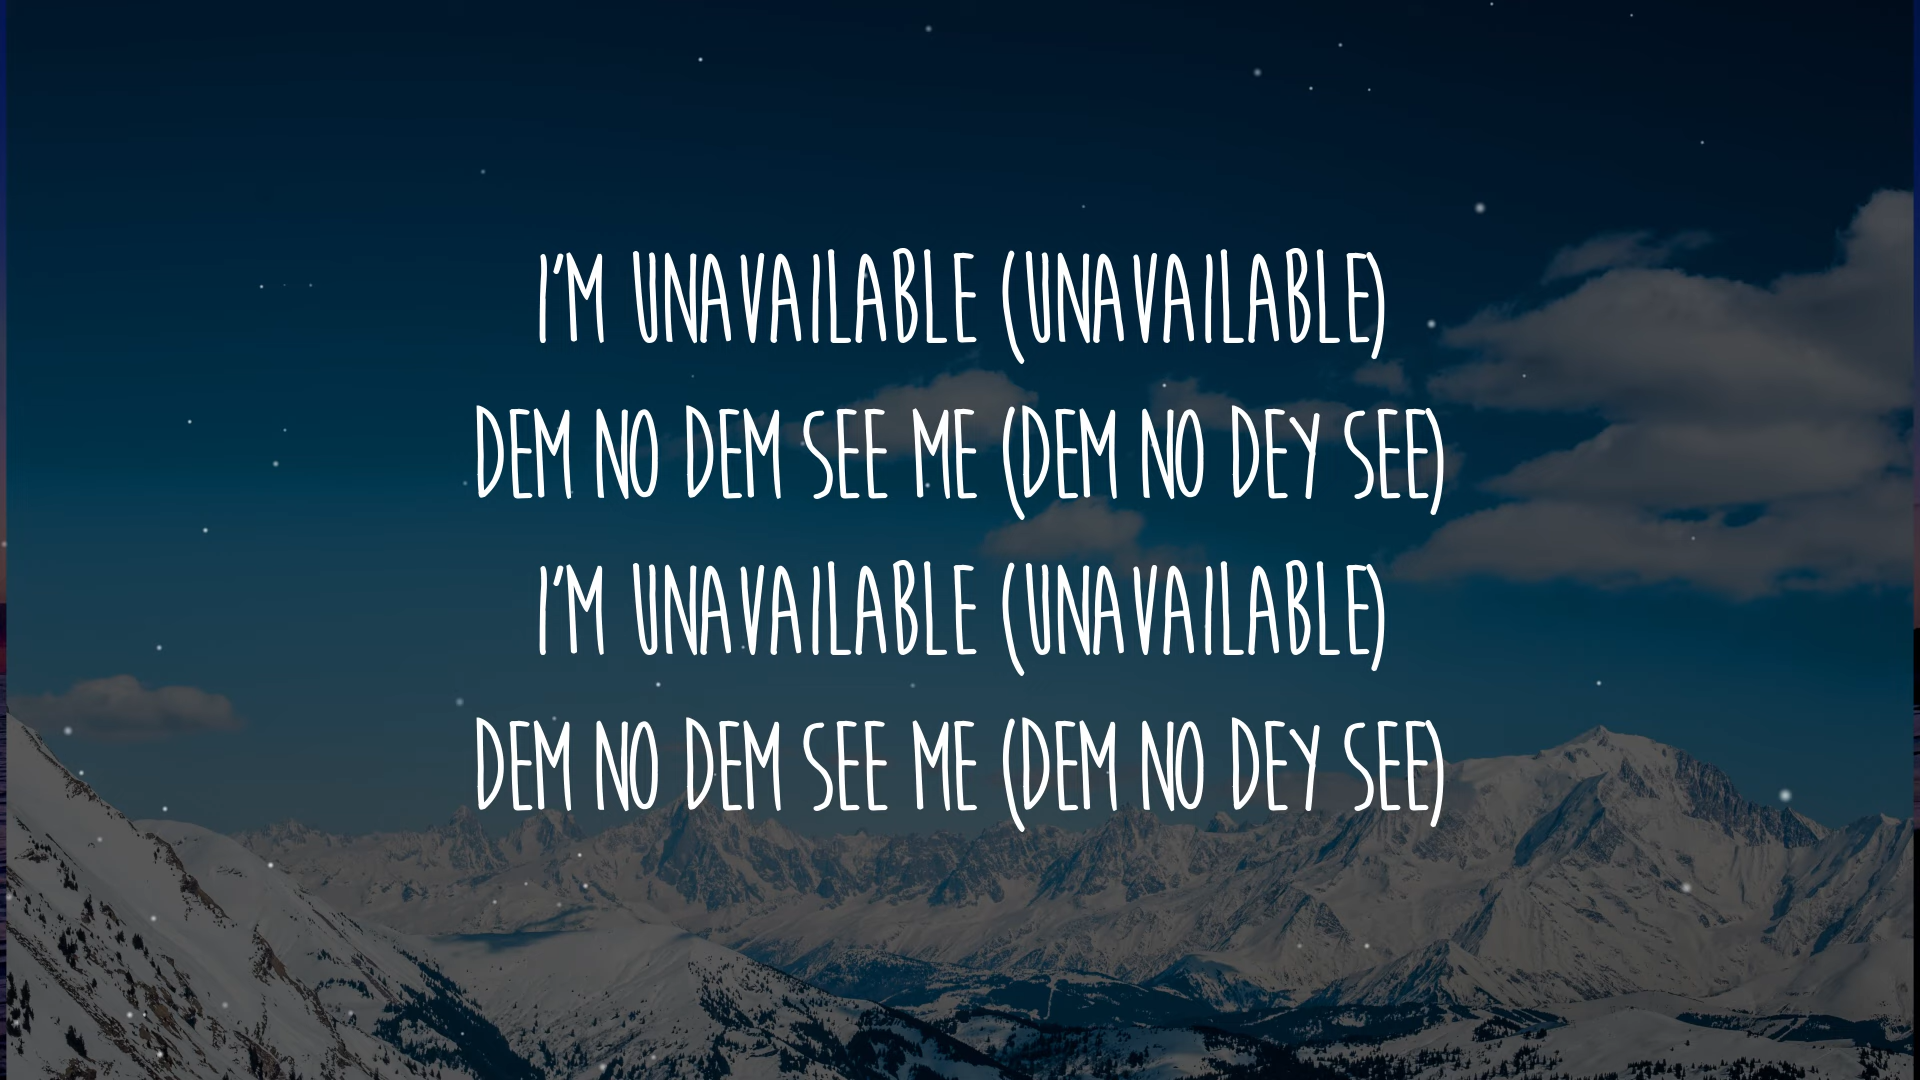 I'M UNAVAILABLE (UNAVAILABLE)
DEM NO DEM SEE ME (DEM NO DEY SEE)
I'M UNAVAILABLE (UNAVAILABLE)
DEM NO DEM SEE ME (DEM NO DEY SEE)